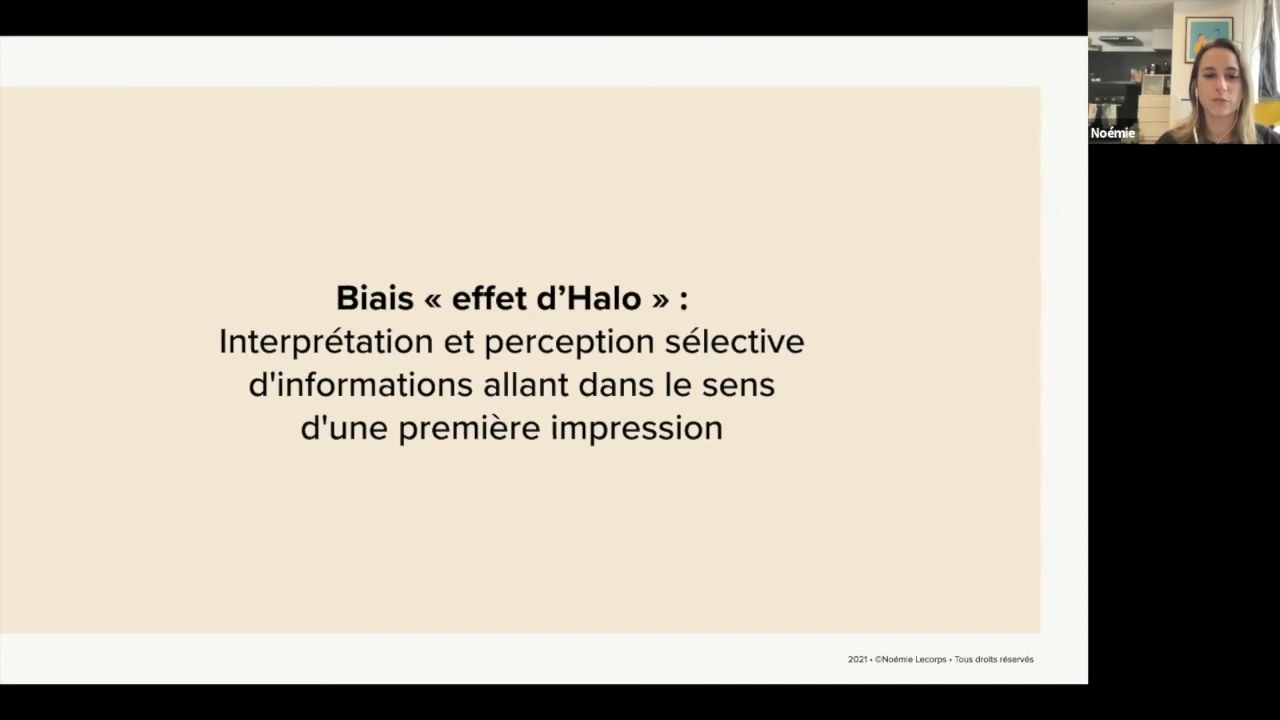 Noémie
Biais « effet d’Halo » :
Interprétation et perception sélective
d'informations allant dans le sens
d'une première impression
2021 • ©Noémie Lecorps • Tous droits réservés